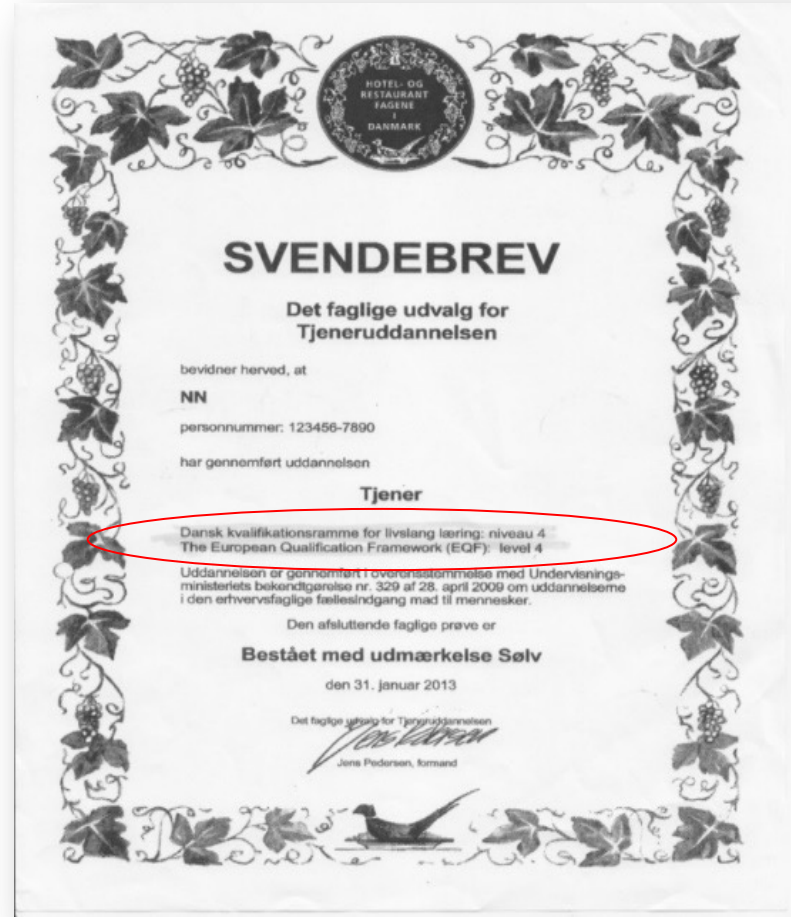 HOTEL- OG
RESTAURANT
FAGENE
I
DANMARK
SVENDEBREV
Det faglige udvalg for
Tjeneruddannelsen
bevidner herved, at
NN
personnummer: 123456-7890
har gennemført uddannelsen
Tjener
Dansk kvalifikationsramme for livslang læring: niveau 4
The European Qualification Framework (EQF): level 4
Uddannelsen er gennemført i overensstemmelse med Undervisnings-
ministeriets bekendtgørelse nr. 329 af 28. april 2009 om uddannelserne
i den erhvervsfaglige fællesindgang mad til mennesker.
Den afsluttende faglige prøve er
Bestået med udmærkelse Sølv
den 31. januar 2013
Det faglige udvalg for Tjeneruddannelsen
Jens Pedersen
Jens Pedersen, formand